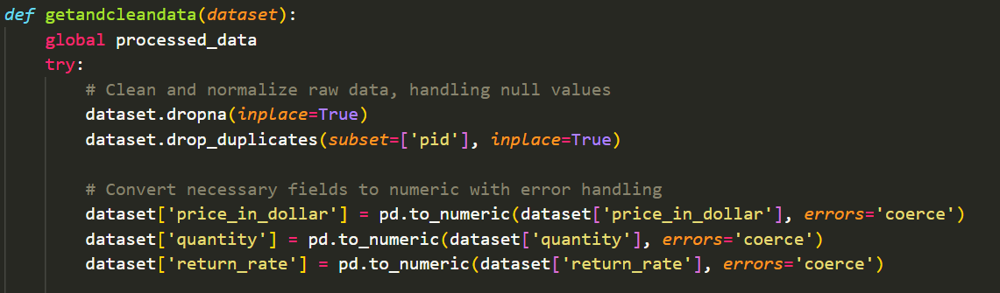 def getandcleandata(dataset):
    global processed_data
    try:
        # Clean and normalize raw data, handling null values
        dataset.dropna(inplace=True)
        dataset.drop_duplicates(subset=['pid'], inplace=True)

        # Convert necessary fields to numeric with error handling
        dataset['price_in_dollar'] = pd.to_numeric(dataset['price_in_dollar'], errors='coerce')
        dataset['quantity'] = pd.to_numeric(dataset['quantity'], errors='coerce')
        dataset['return_rate'] = pd.to_numeric(dataset['return_rate'], errors='coerce')